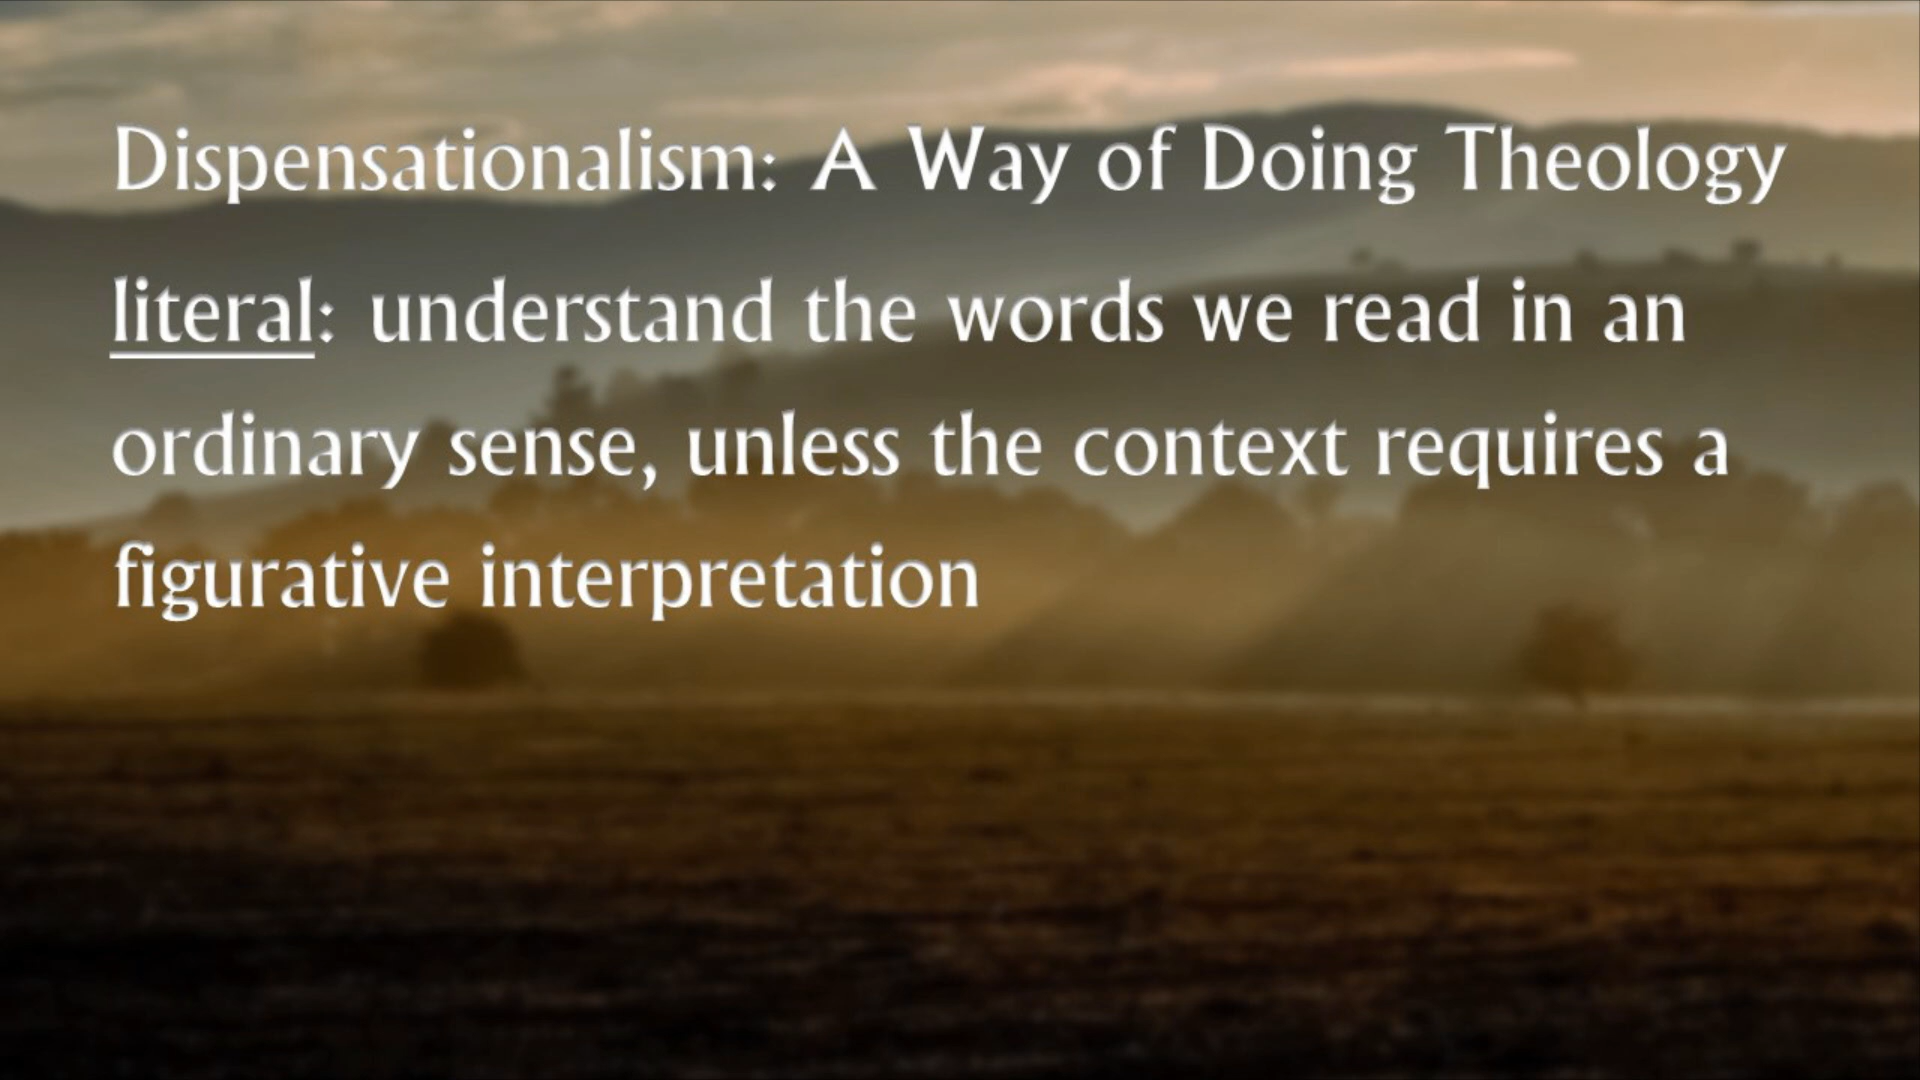 Dispensationalism: A Way of Doing Theology
literal: understand the words we read in an
ordinary sense, unless the context requires a
figurative interpretation